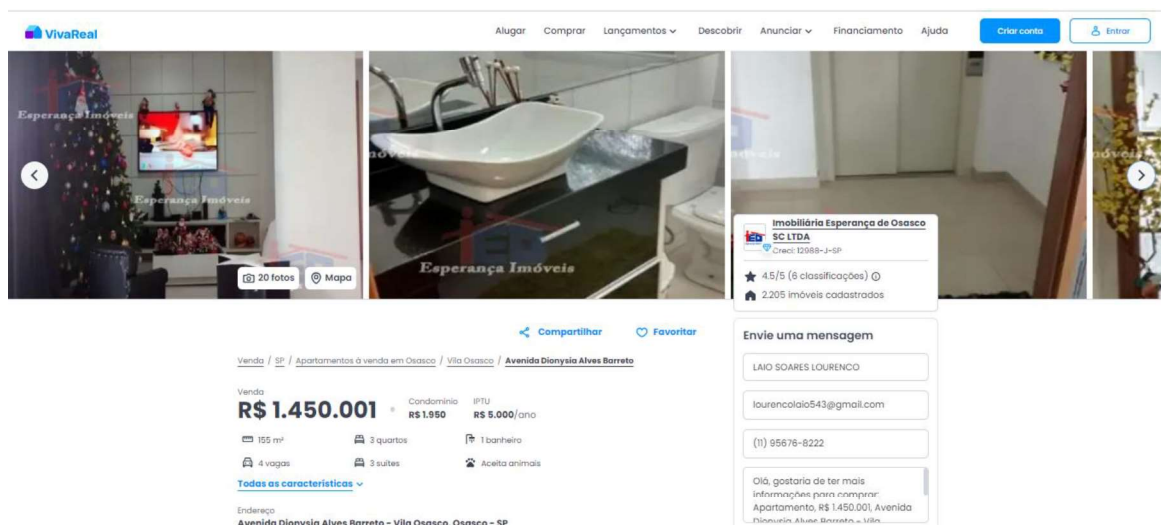 VivaReal
Alugar Comprar Lançamentos Descobrir Anunciar Financiamento Ajuda Criar conta Entrar
Esperança Imóveis
Esperança Imóveis
Esperança Imóveis
20 fotos Mapa
Imobiliária Esperança de Osasco
SC LTDA
Creci: 12988-J-SP
4.5/5 (6 classificações)
2.205 imóveis cadastrados
Compartilhar Favoritar
Venda / SP / Apartamentos à venda em Osasco / Vila Osasco / Avenida Dionysia Alves Barreto
Venda
R$ 1.450.001
Condomínio
R$ 1.950
IPTU
R$ 5.000/ano
155 m² 3 quartos 1 banheiro
4 vagas 3 suítes Aceita animais
Todas as características
Endereço
Avenida Dionysia Alves Barreto - Vila Osasco, Osasco - SP
Envie uma mensagem
LAIO SOARES LOURENCO
lourencolaio543@gmail.com
(11) 95676-8222
Olá, gostaria de ter mais
informações para comprar:
Apartamento, R$ 1.450.001, Avenida
Dionysia Alves Barreto - Vila